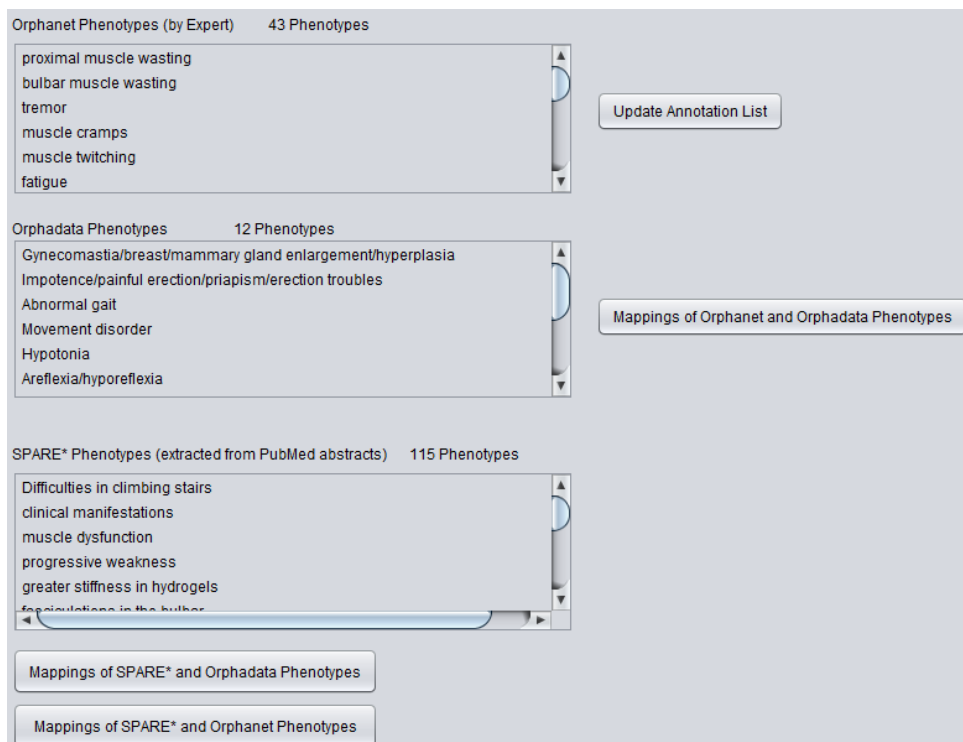 Orphanet Phenotypes (by Expert) 43 Phenotypes
proximal muscle wasting
bulbar muscle wasting
tremor
muscle cramps
muscle twitching
fatigue
Update Annotation List
Orphadata Phenotypes 12 Phenotypes
Gynecomastia/breast/mammary gland enlargement/hyperplasia
Impotence/painful erection/priapism/erection troubles
Abnormal gait
Movement disorder
Hypotonia
Areflexia/hyporeflexia
Mappings of Orphanet and Orphadata Phenotypes
SPARE* Phenotypes (extracted from PubMed abstracts) 115 Phenotypes
Difficulties in climbing stairs
clinical manifestations
muscle dysfunction
progressive weakness
greater stiffness in hydrogels
fasciculations in the bulbar
Mappings of SPARE* and Orphadata Phenotypes
Mappings of SPARE* and Orphanet Phenotypes